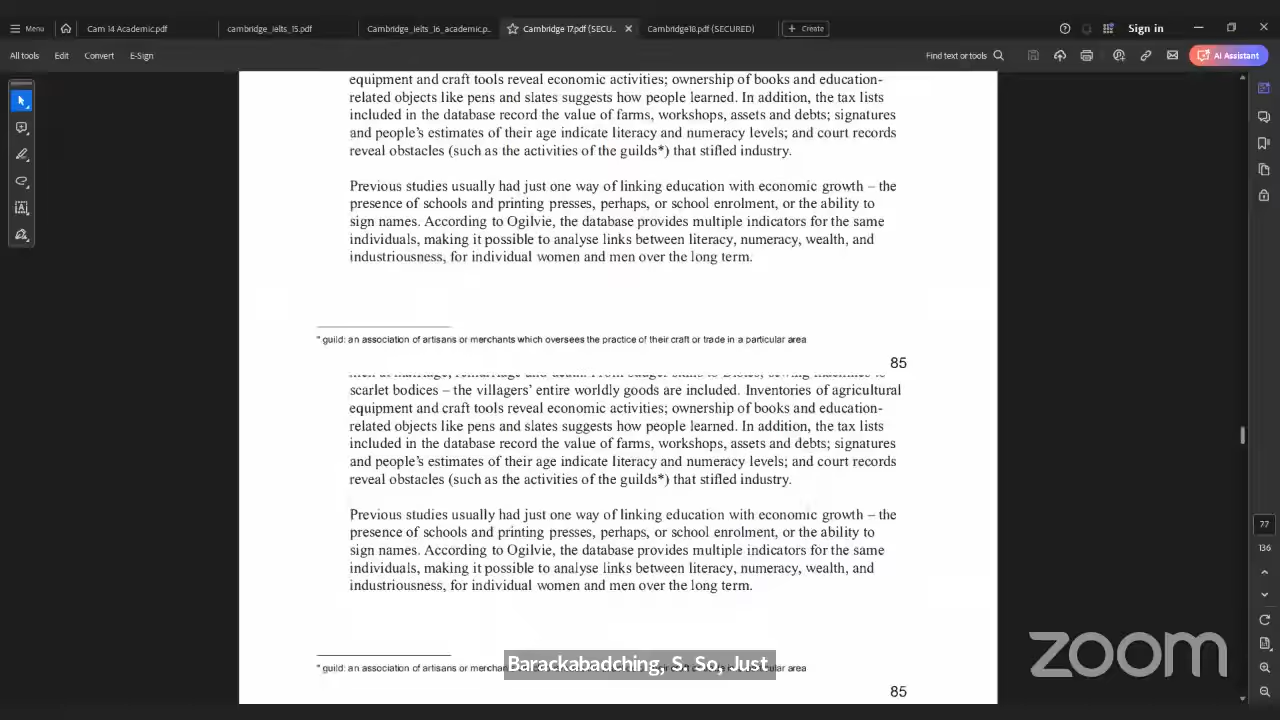 Menu
Cam 14 Academic.pdf
cambridge_ielts_15.pdf
Cambridge_ielts_16_academic.p...
Cambridge 17.pdf (SECU...
Cambridge18.pdf (SECURED)
Create
Sign in
All tools
Edit
Convert
E-Sign
Find text or tools
AI Assistant
equipment and craft tools reveal economic activities; ownership of books and education-
related objects like pens and slates suggests how people learned. In addition, the tax lists
included in the database record the value of farms, workshops, assets and debts; signatures
and people's estimates of their age indicate literacy and numeracy levels; and court records
reveal obstacles (such as the activities of the guilds*) that stifled industry.
Previous studies usually had just one way of linking education with economic growth – the
presence of schools and printing presses, perhaps, or school enrolment, or the ability to
sign names. According to Ogilvie, the database provides multiple indicators for the same
individuals, making it possible to analyse links between literacy, numeracy, wealth, and
industriousness, for individual women and men over the long term.
* guild: an association of artisans or merchants which oversees the practice of their craft or trade in a particular area
85
scarlet bodices – the villagers' entire worldly goods are included. Inventories of agricultural
equipment and craft tools reveal economic activities; ownership of books and education-
related objects like pens and slates suggests how people learned. In addition, the tax lists
included in the database record the value of farms, workshops, assets and debts; signatures
and people's estimates of their age indicate literacy and numeracy levels; and court records
reveal obstacles (such as the activities of the guilds*) that stifled industry.
Previous studies usually had just one way of linking education with economic growth – the
presence of schools and printing presses, perhaps, or school enrolment, or the ability to
sign names. According to Ogilvie, the database provides multiple indicators for the same
individuals, making it possible to analyse links between literacy, numeracy, wealth, and
industriousness, for individual women and men over the long term.
* guild: an association of artisans or
Barackabadching, S. So, Just
area
85
77
136
zoom